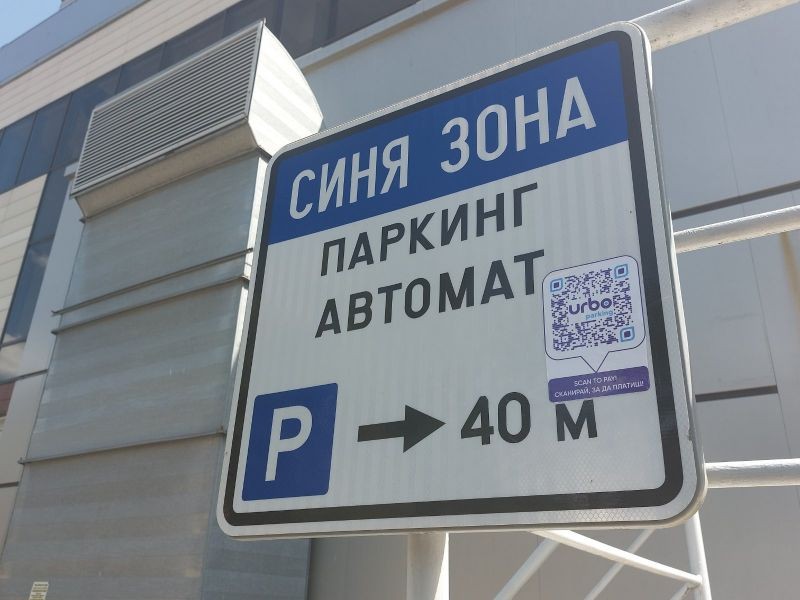 СИНЯ ЗОНА
ПАРКИНГ
АВТОМАТ
urbo
parking
SCAN TO PAY!
СКАНИРАЙ, ЗА ДА ПЛАТИШ!
P
40 М